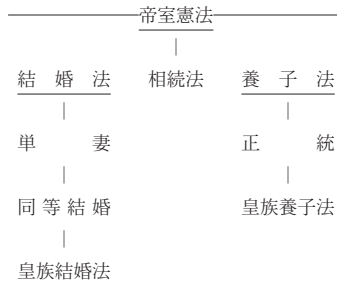 帝室憲法
結婚法 相続法 養子法
単妻 正統
同等結婚 皇族養子法
皇族結婚法